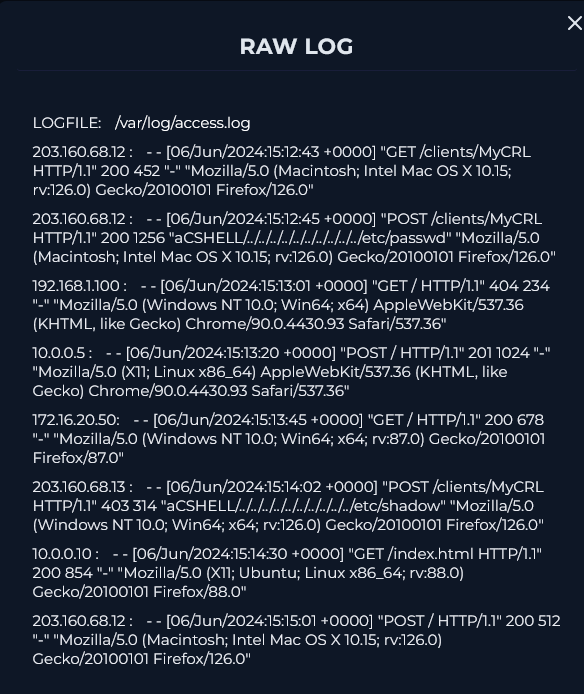 RAW LOG
LOGFILE: /var/log/access.log
203.160.68.12 : - - [06/Jun/2024:15:12:43 +0000] "GET /clients/MyCRL
HTTP/1.1" 200 452 "-" "Mozilla/5.0 (Macintosh; Intel Mac OS X 10.15;
rv:126.0) Gecko/20100101 Firefox/126.0"
203.160.68.12 : - - [06/Jun/2024:15:12:45 +0000] "POST /clients/MyCRL
HTTP/1.1" 200 1256 "aCSHELL/../../../../../../../../../../etc/passwd" "Mozilla/5.0
(Macintosh; Intel Mac OS X 10.15; rv:126.0) Gecko/20100101 Firefox/126.0"
192.168.1.100 : - - [06/Jun/2024:15:13:01 +0000] "GET / HTTP/1.1" 404 234
"-" "Mozilla/5.0 (Windows NT 10.0; Win64; x64) AppleWebKit/537.36
(KHTML, like Gecko) Chrome/90.0.4430.93 Safari/537.36"
10.0.0.5 : - - [06/Jun/2024:15:13:20 +0000] "POST / HTTP/1.1" 201 1024 "-"
"Mozilla/5.0 (X11; Linux x86_64) AppleWebKit/537.36 (KHTML, like
Gecko) Chrome/90.0.4430.93 Safari/537.36"
172.16.20.50: - - [06/Jun/2024:15:13:45 +0000] "GET / HTTP/1.1" 200 678
"-" "Mozilla/5.0 (Windows NT 10.0; Win64; x64; rv:87.0) Gecko/20100101
Firefox/87.0"
203.160.68.13 : - - [06/Jun/2024:15:14:02 +0000] "POST /clients/MyCRL
HTTP/1.1" 403 314 "aCSHELL/../../../../../../../../../../etc/shadow" "Mozilla/5.0
(Windows NT 10.0; Win64; x64; rv:126.0) Gecko/20100101 Firefox/126.0"
10.0.0.10 : - - [06/Jun/2024:15:14:30 +0000] "GET /index.html HTTP/1.1"
200 854 "-" "Mozilla/5.0 (X11; Ubuntu; Linux x86_64; rv:88.0)
Gecko/20100101 Firefox/88.0"
203.160.68.12 : - - [06/Jun/2024:15:15:01 +0000] "POST / HTTP/1.1" 200 512
"-" "Mozilla/5.0 (Macintosh; Intel Mac OS X 10.15; rv:126.0)
Gecko/20100101 Firefox/126.0"